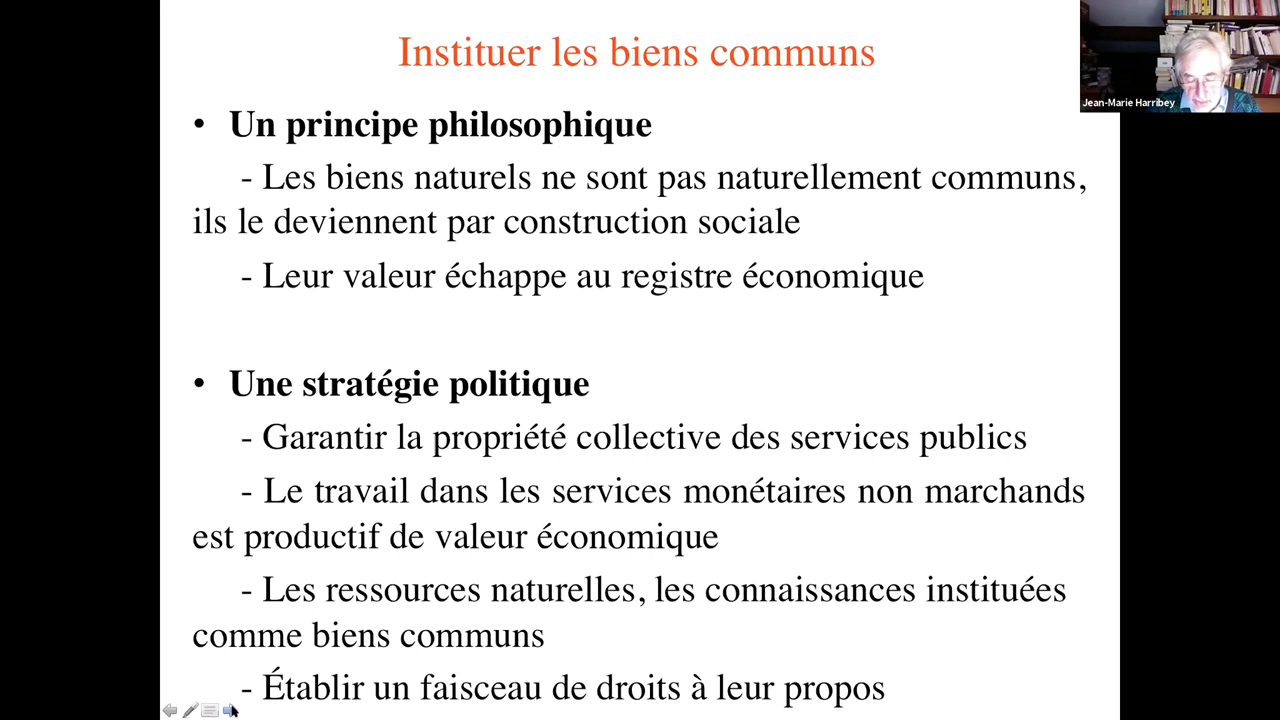 Instituer les biens communs
Jean-Marie Harribey
• Un principe philosophique
- Les biens naturels ne sont pas naturellement communs,
ils le deviennent par construction sociale
- Leur valeur échappe au registre économique
• Une stratégie politique
- Garantir la propriété collective des services publics
- Le travail dans les services monétaires non marchands
est productif de valeur économique
- Les ressources naturelles, les connaissances instituées
comme biens communs
- Établir un faisceau de droits à leur propos